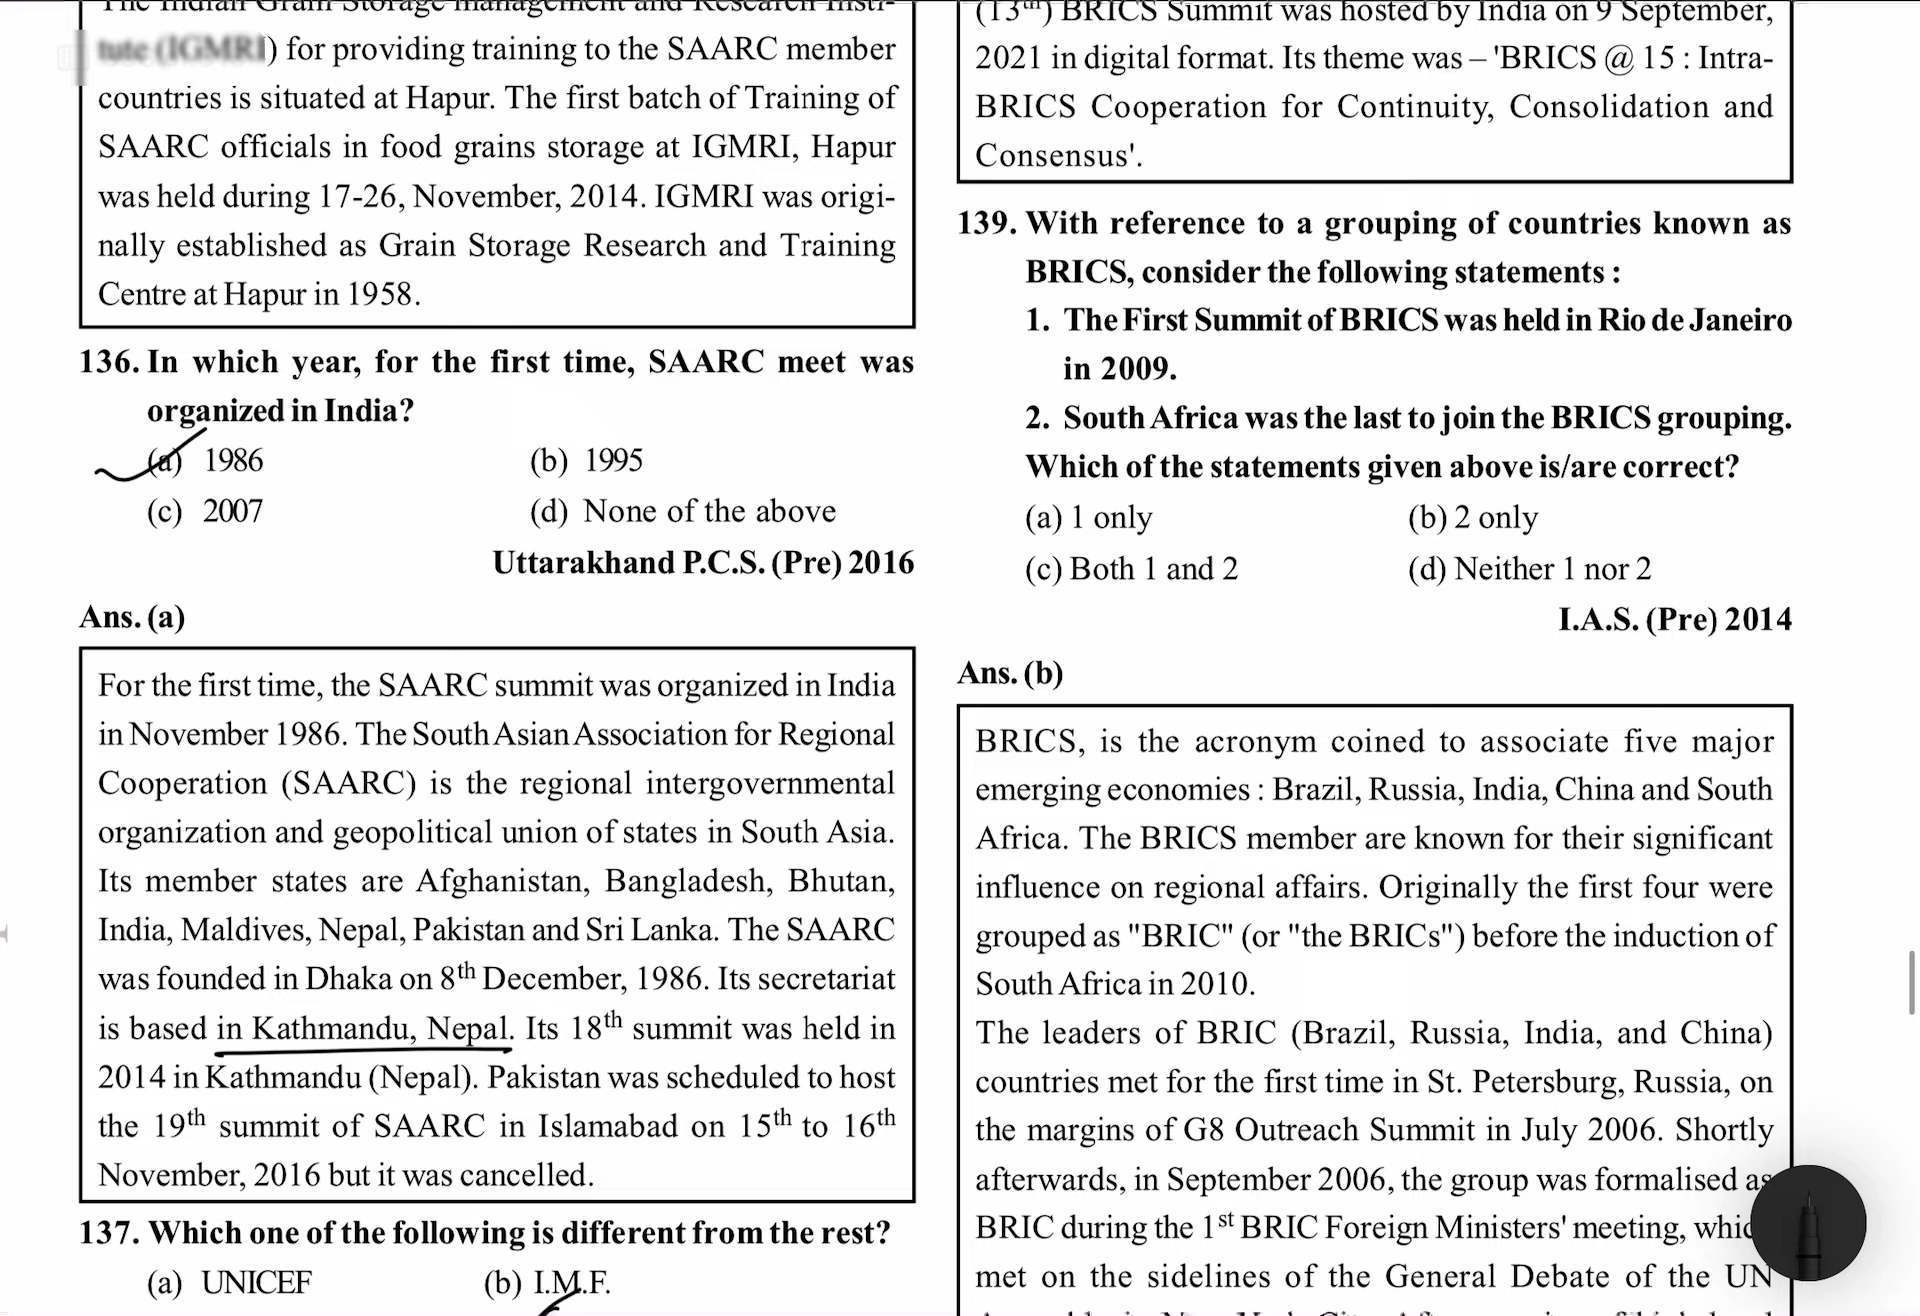 The Indian Grain Storage Management and Research Insti-
tute (IGMRI) for providing training to the SAARC member
countries is situated at Hapur. The first batch of Training of
SAARC officials in food grains storage at IGMRI, Hapur
was held during 17-26, November, 2014. IGMRI was origi-
nally established as Grain Storage Research and Training
Centre at Hapur in 1958.
136. In which year, for the first time, SAARC meet was
organized in India?
(a) 1986 (b) 1995
(c) 2007 (d) None of the above
Uttarakhand P.C.S. (Pre) 2016
Ans. (a)
For the first time, the SAARC summit was organized in India
in November 1986. The South Asian Association for Regional
Cooperation (SAARC) is the regional intergovernmental
organization and geopolitical union of states in South Asia.
Its member states are Afghanistan, Bangladesh, Bhutan,
India, Maldives, Nepal, Pakistan and Sri Lanka. The SAARC
was founded in Dhaka on 8th December, 1986. Its secretariat
is based in Kathmandu, Nepal. Its 18th summit was held in
2014 in Kathmandu (Nepal). Pakistan was scheduled to host
the 19th summit of SAARC in Islamabad on 15th to 16th
November, 2016 but it was cancelled.
137. Which one of the following is different from the rest?
(a) UNICEF (b) I.M.F.
(13th) BRICS Summit was hosted by India on 9 September,
2021 in digital format. Its theme was – 'BRICS @ 15 : Intra-
BRICS Cooperation for Continuity, Consolidation and
Consensus'.
139. With reference to a grouping of countries known as
BRICS, consider the following statements :
1. The First Summit of BRICS was held in Rio de Janeiro
in 2009.
2. South Africa was the last to join the BRICS grouping.
Which of the statements given above is/are correct?
(a) 1 only (b) 2 only
(c) Both 1 and 2 (d) Neither 1 nor 2
I.A.S. (Pre) 2014
Ans. (b)
BRICS, is the acronym coined to associate five major
emerging economies : Brazil, Russia, India, China and South
Africa. The BRICS member are known for their significant
influence on regional affairs. Originally the first four were
grouped as "BRIC" (or "the BRICs") before the induction of
South Africa in 2010.
The leaders of BRIC (Brazil, Russia, India, and China)
countries met for the first time in St. Petersburg, Russia, on
the margins of G8 Outreach Summit in July 2006. Shortly
afterwards, in September 2006, the group was formalised as
BRIC during the 1st BRIC Foreign Ministers' meeting, whic
met on the sidelines of the General Debate of the UN